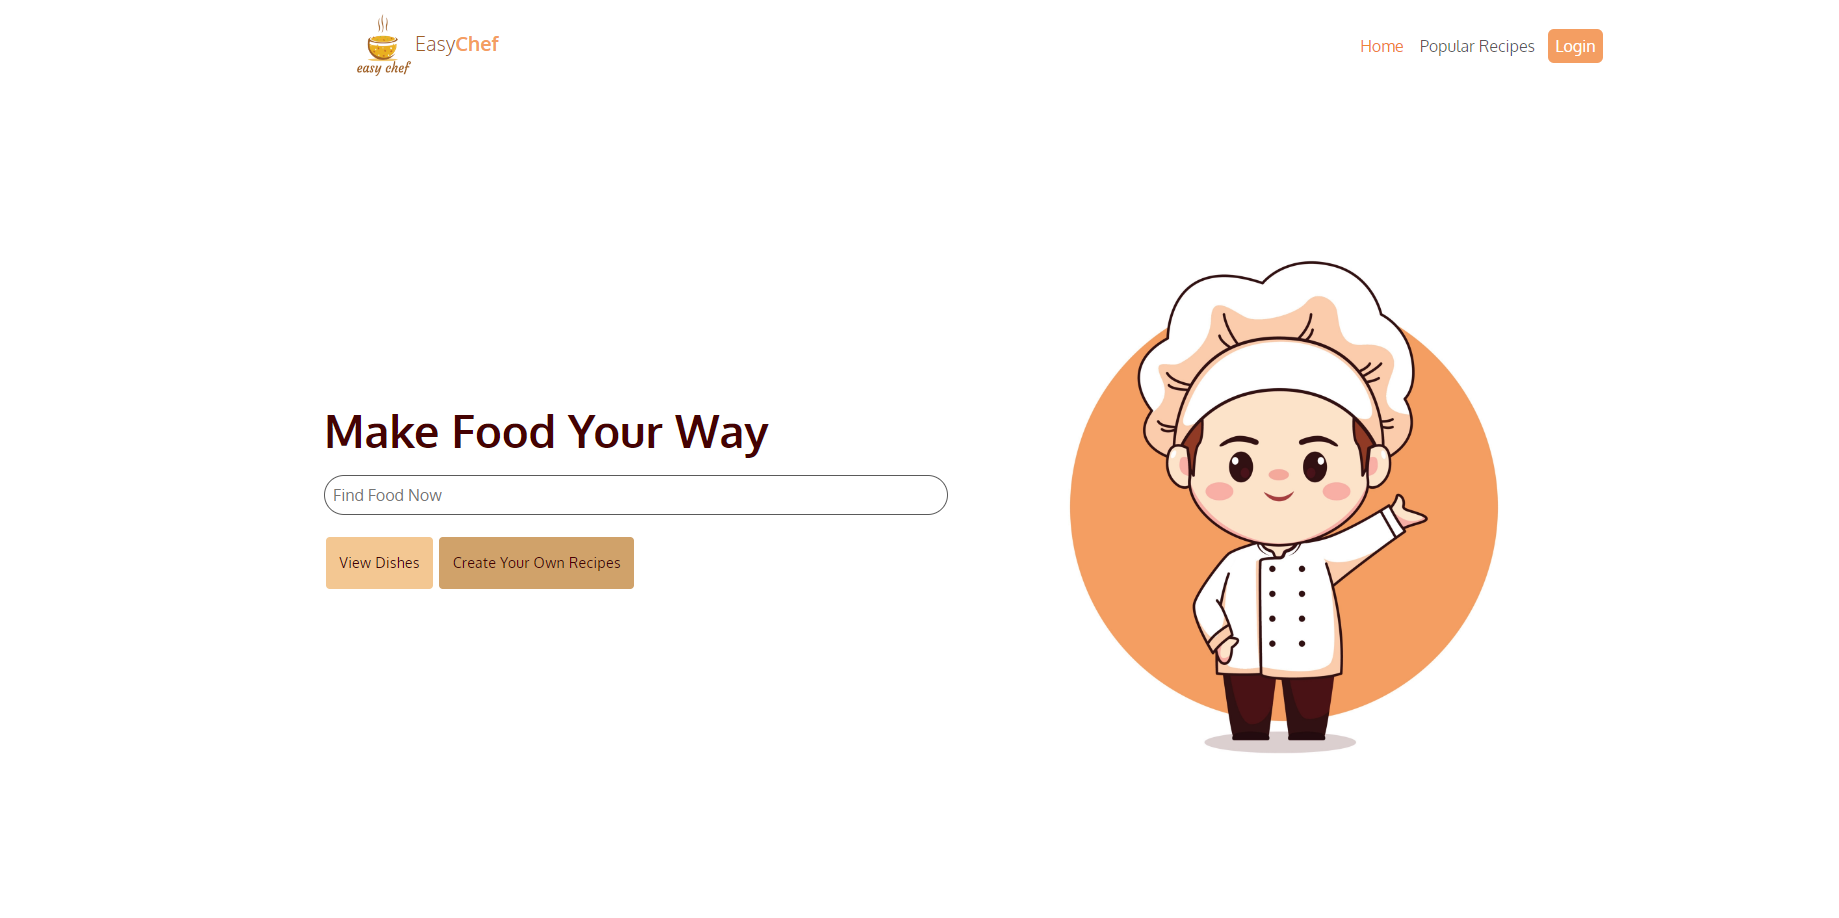 easy chef
EasyChef
Home
Popular Recipes
Login
Make Food Your Way
Find Food Now
View Dishes
Create Your Own Recipes